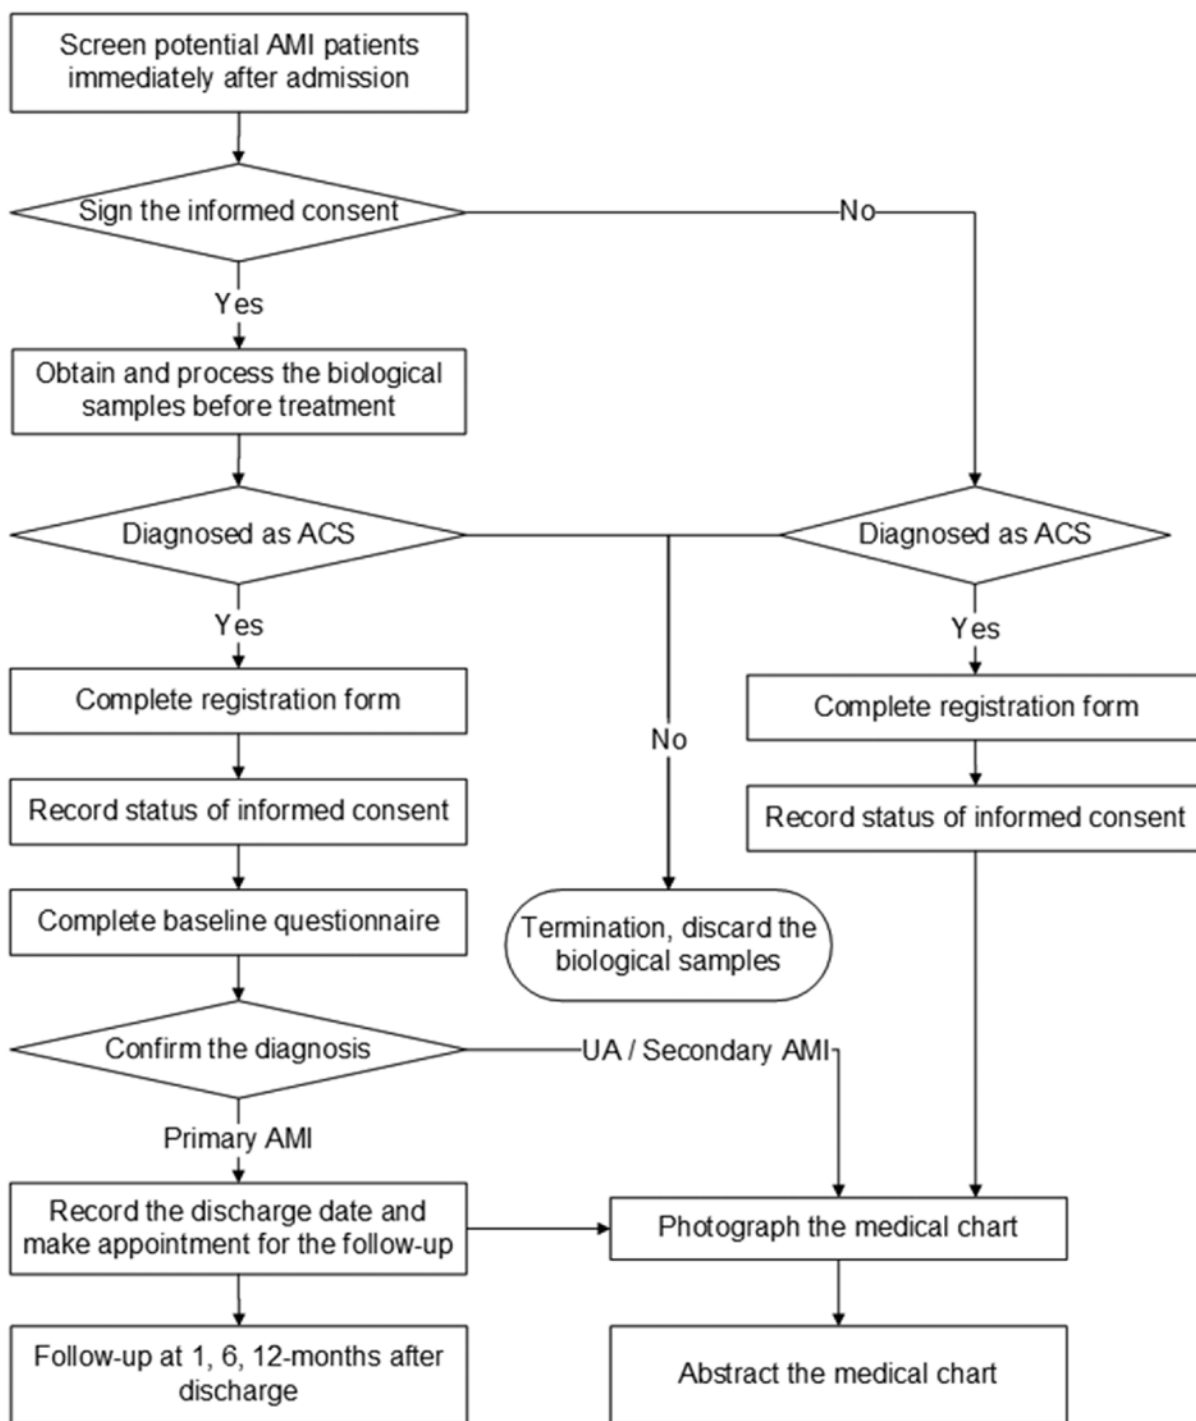 Screen potential AMI patients
immediately after admission
Sign the informed consent
No
Yes
Obtain and process the biological
samples before treatment
Diagnosed as ACS
Diagnosed as ACS
Yes
Yes
Complete registration form
Complete registration form
No
Record status of informed consent
Record status of informed consent
Complete baseline questionnaire
Termination, discard the
biological samples
Confirm the diagnosis
UA / Secondary AMI
Primary AMI
Record the discharge date and
make appointment for the follow-up
Photograph the medical chart
Follow-up at 1, 6, 12-months after
discharge
Abstract the medical chart